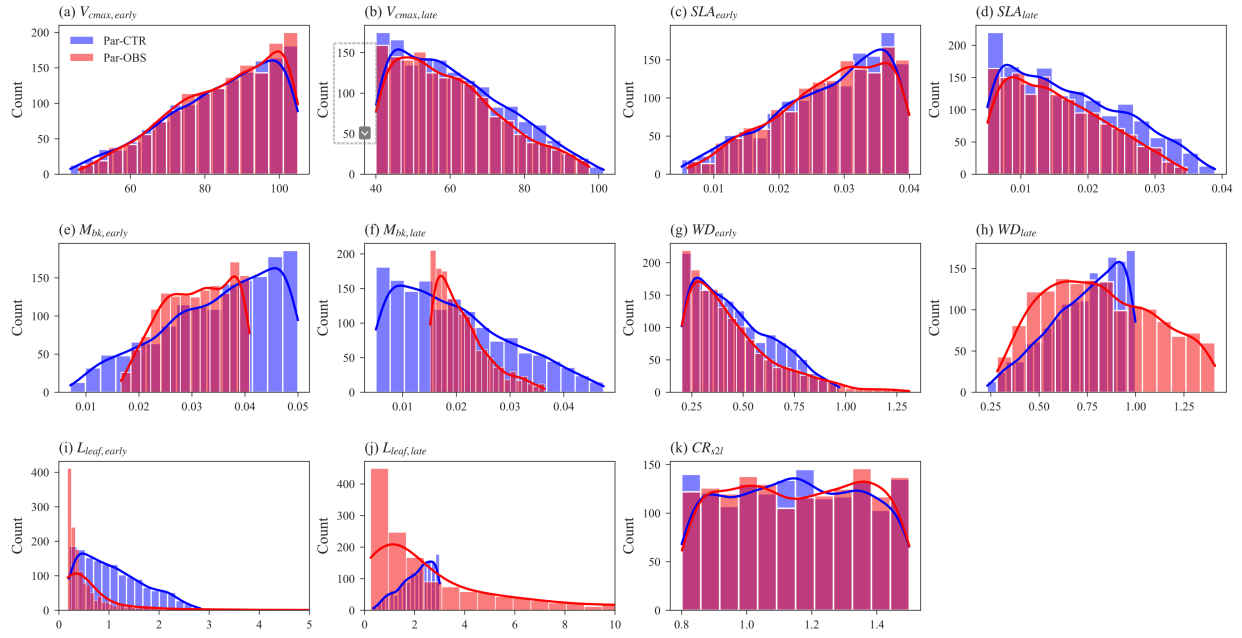 (a) V_cmax,early
Par-CTR
Par-OBS
Count
200
150
100
50
0
60 80 100
(b) V_cmax,late
Count
150
100
50
0
40 60 80 100
(c) SLA_early
Count
150
100
50
0
0.01 0.02 0.03 0.04
(d) SLA_late
Count
200
150
100
50
0
0.01 0.02 0.03 0.04
(e) M_bk,early
Count
150
100
50
0
0.01 0.02 0.03 0.04 0.05
(f) M_bk,late
Count
200
150
100
50
0
0.01 0.02 0.03 0.04
(g) WD_early
Count
200
150
100
50
0
0.25 0.50 0.75 1.00 1.25
(h) WD_late
Count
150
100
50
0
0.25 0.50 0.75 1.00 1.25
(i) L_leaf,early
Count
400
300
200
100
0
0 1 2 3 4 5
(j) L_leaf,late
Count
400
300
200
100
0
0 2 4 6 8 10
(k) CR_s2l
Count
150
100
50
0
0.8 1.0 1.2 1.4